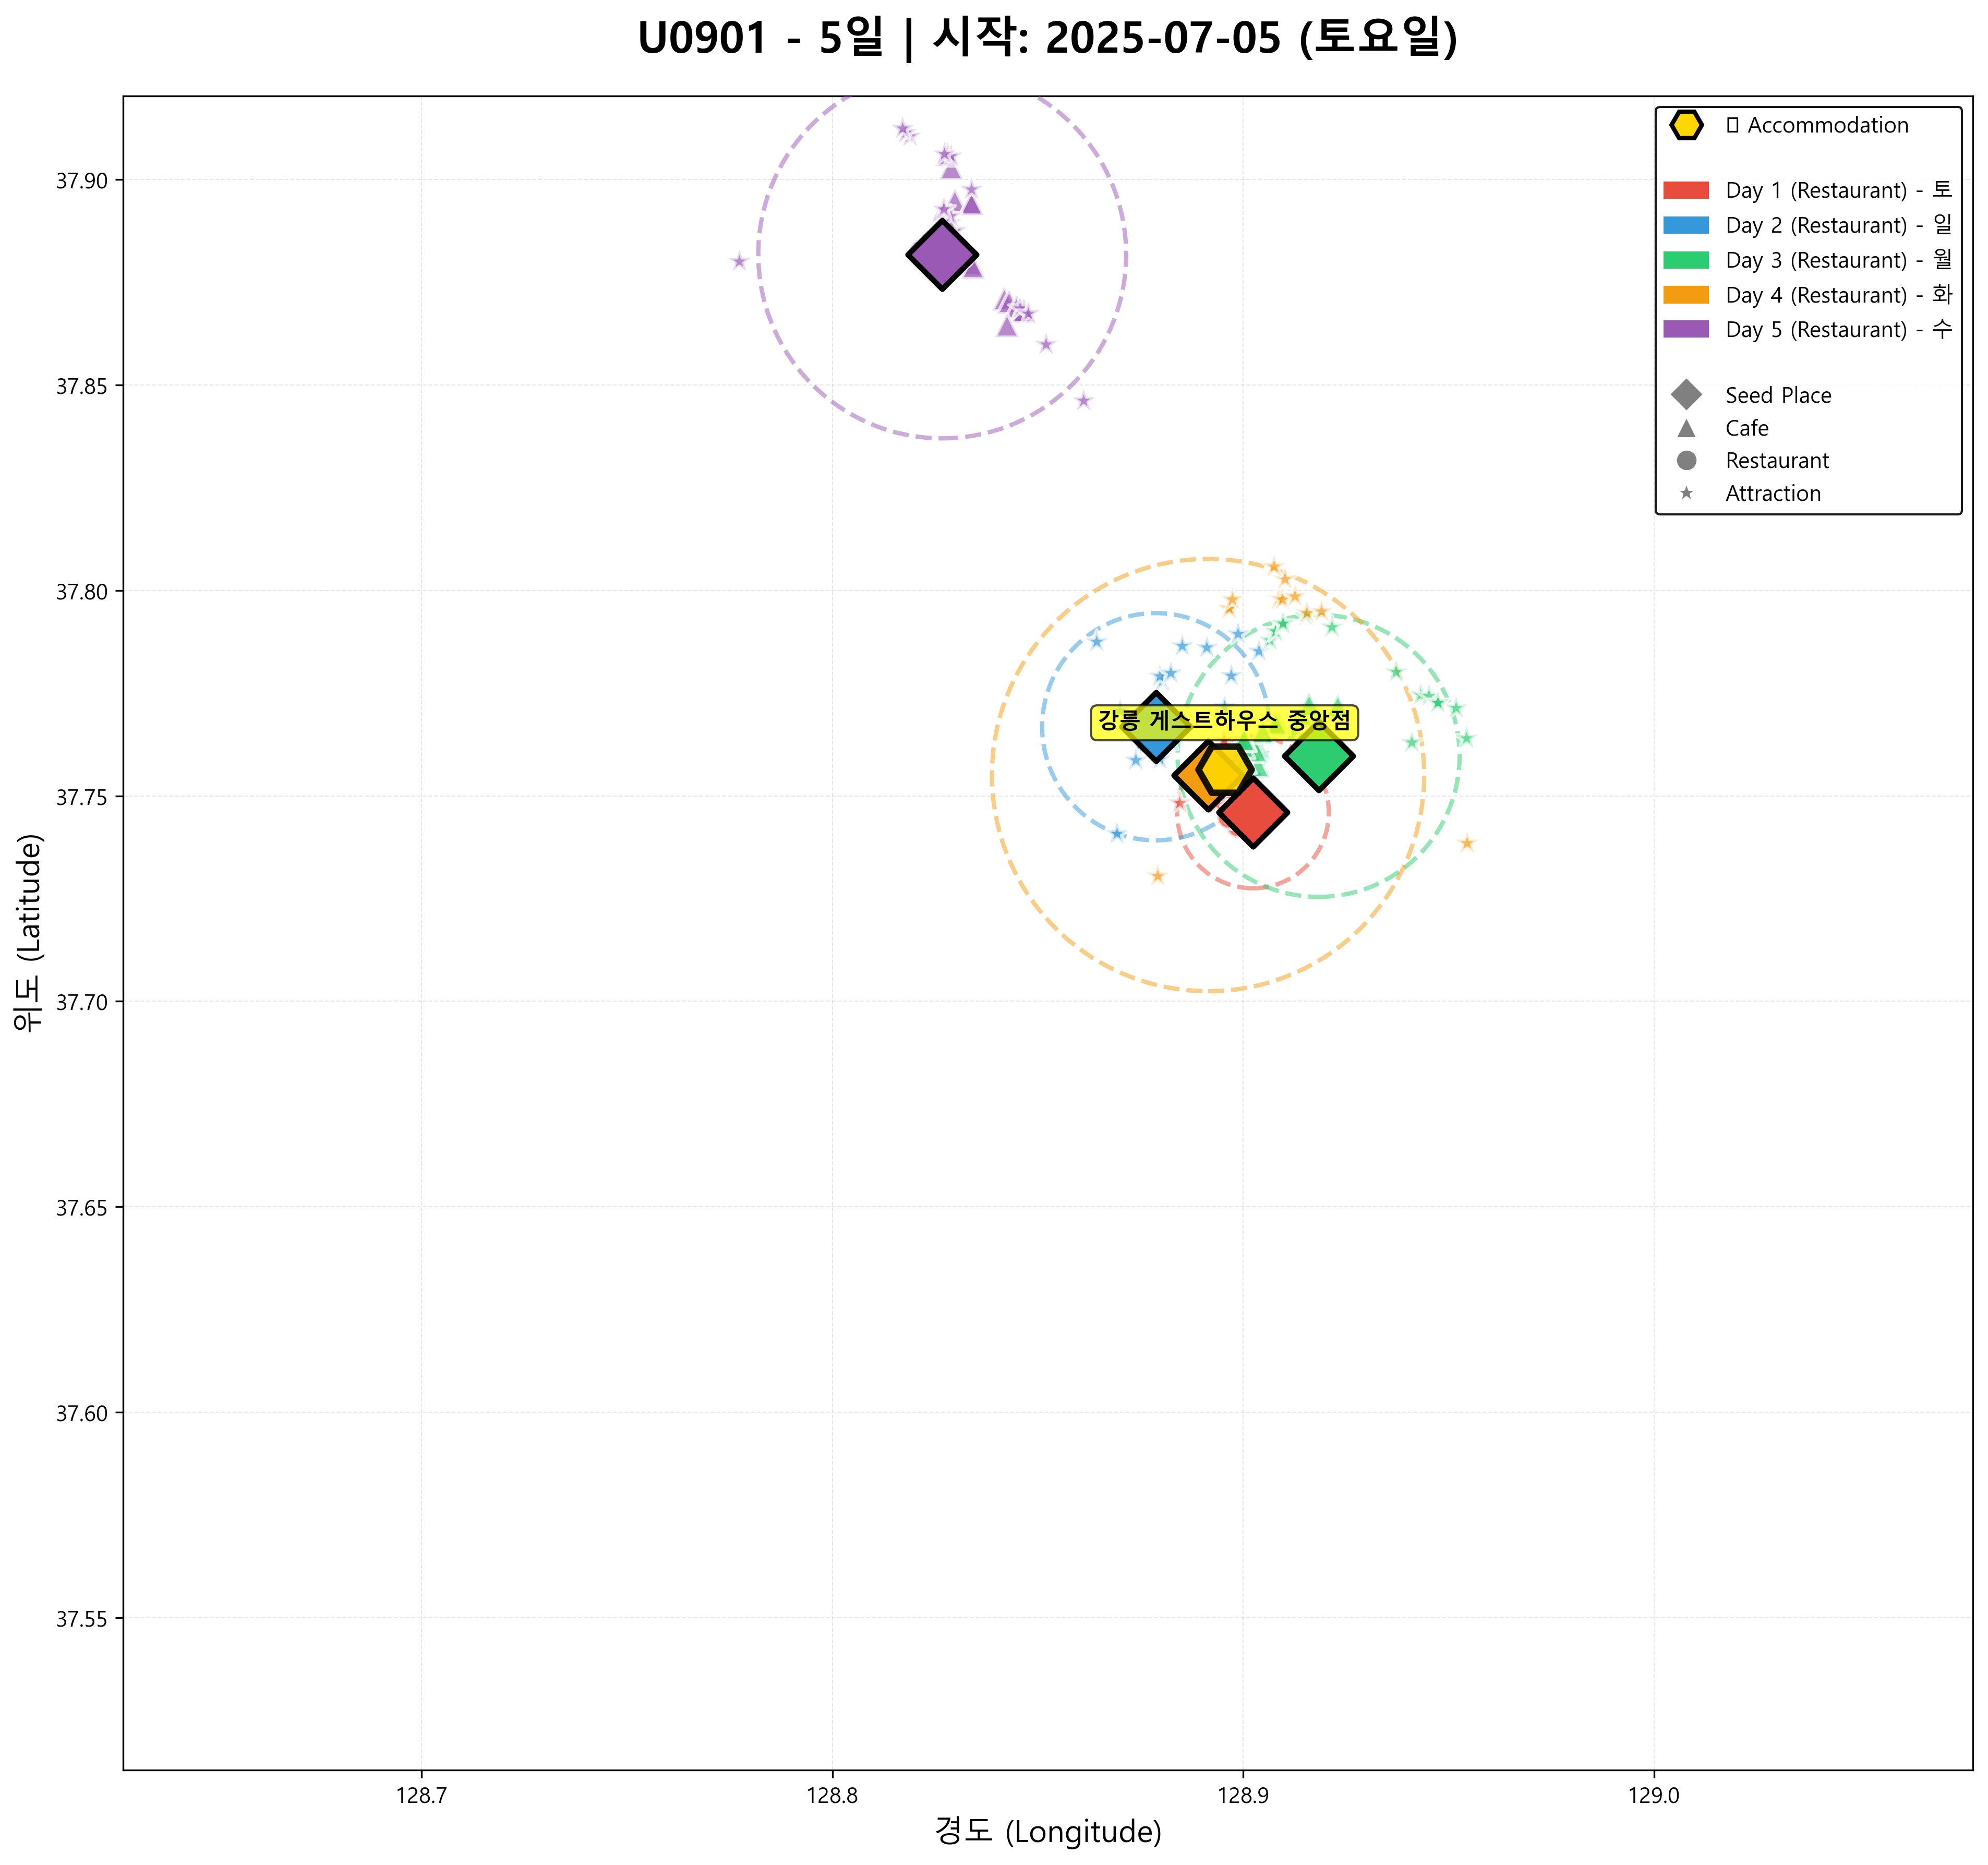 U0901 - 5일 | 시작: 2025-07-05 (토요일)
▯ Accommodation
Day 1 (Restaurant) - 토
Day 2 (Restaurant) - 일
Day 3 (Restaurant) - 월
Day 4 (Restaurant) - 화
Day 5 (Restaurant) - 수
Seed Place
Cafe
Restaurant
Attraction
37.90
37.85
37.80
37.75
37.70
37.65
37.60
37.55
위도 (Latitude)
강릉 게스트하우스 중앙점
128.7
128.8
128.9
129.0
경도 (Longitude)